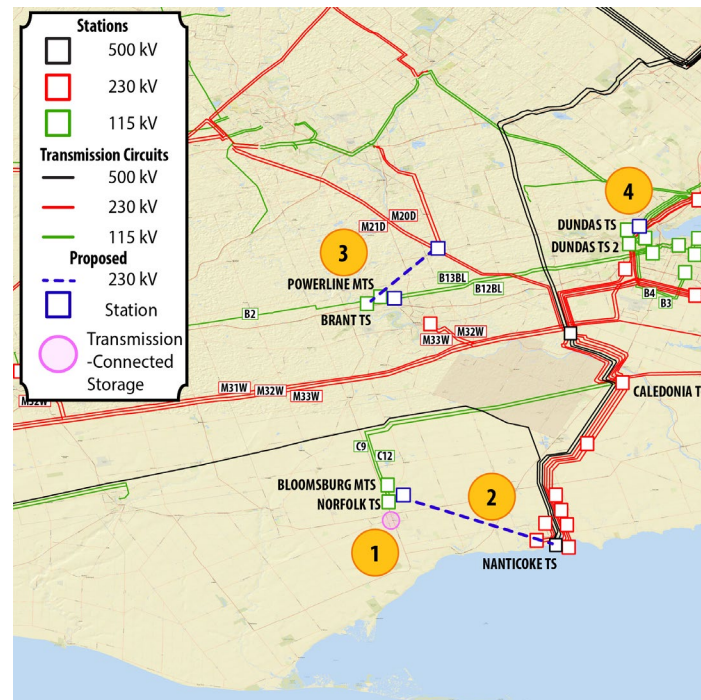 Stations
500 kV
230 kV
115 kV
Transmission Circuits
500 kV
230 kV
115 kV
Proposed
230 kV
Station
Transmission
-Connected
Storage
4
DUNDAS TS
DUNDAS TS 2
M20D
M21D
3
POWERLINE MTS
B13BL
B12BL
B4
B3
B2
BRANT TS
M32W
M33W
M31W
M32W
M33W
M32W
CALEDONIA T
C9
C12
BLOOMSBURG MTS
NORFOLK TS
2
1
NANTICOKE TS